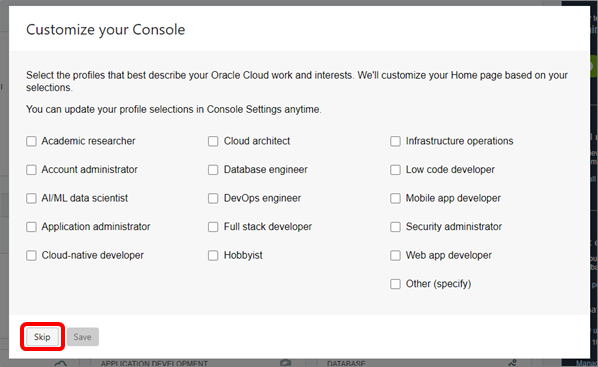 Customize your Console
Select the profiles that best describe your Oracle Cloud work and interests. We'll customize your Home page based on your
selections.
You can update your profile selections in Console Settings anytime.
Academic researcher
Cloud architect
Infrastructure operations
Account administrator
Database engineer
Low code developer
AI/ML data scientist
DevOps engineer
Mobile app developer
Application administrator
Full stack developer
Security administrator
Cloud-native developer
Hobbyist
Web app developer
Other (specify)
Skip
Save
APPLICATION DEVELOPMENT
DATABASE